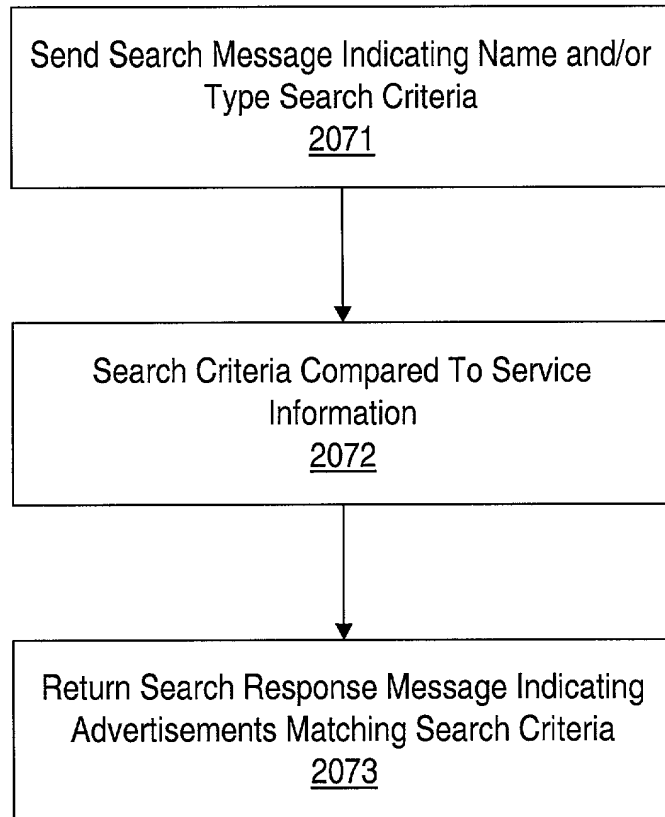 Send Search Message Indicating Name and/or
Type Search Criteria
2071
Search Criteria Compared To Service
Information
2072
Return Search Response Message Indicating
Advertisements Matching Search Criteria
2073